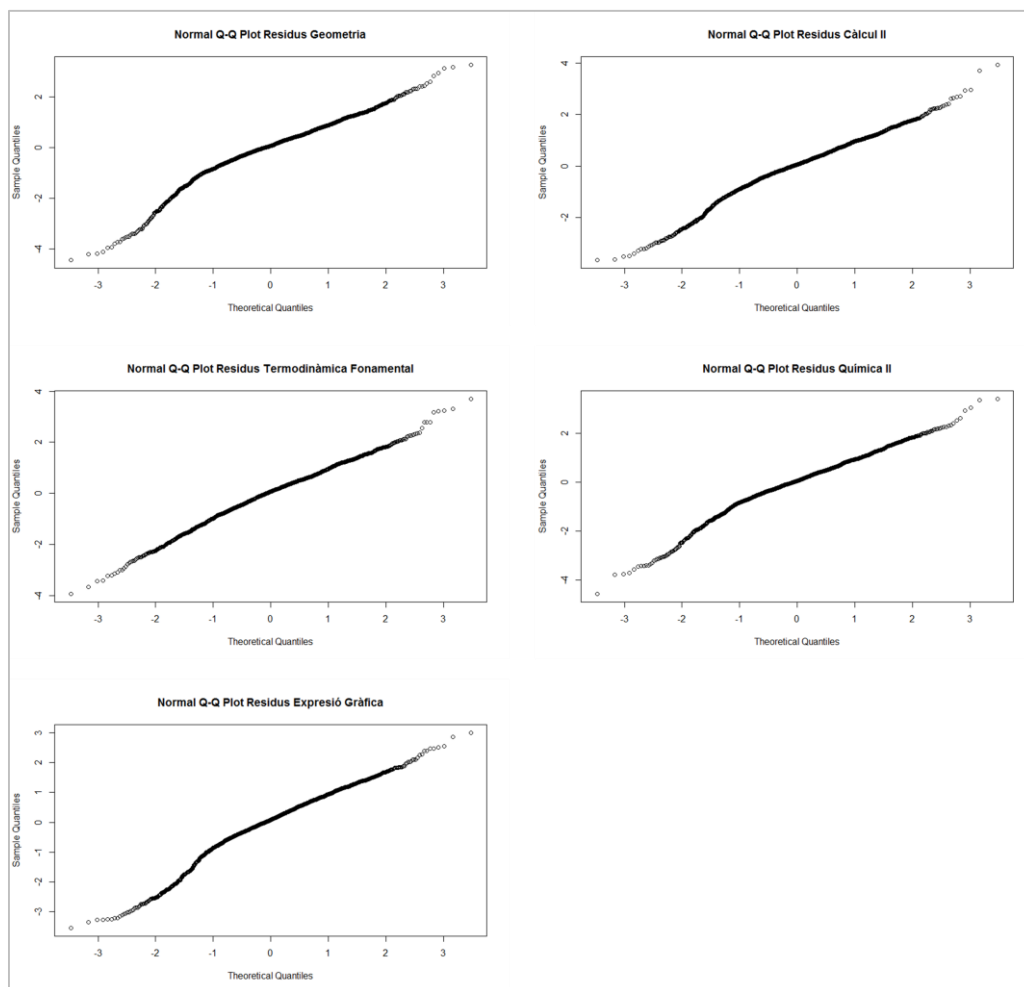 Normal Q-Q Plot Residus Geometria
Sample Quantiles
2
0
-2
-4
-3 -2 -1 0 1 2 3
Theoretical Quantiles
Normal Q-Q Plot Residus Càlcul II
Sample Quantiles
4
2
0
-2
-3 -2 -1 0 1 2 3
Theoretical Quantiles
Normal Q-Q Plot Residus Termodinàmica Fonamental
Sample Quantiles
4
2
0
-2
-4
-3 -2 -1 0 1 2 3
Theoretical Quantiles
Normal Q-Q Plot Residus Química II
Sample Quantiles
2
0
-2
-4
-3 -2 -1 0 1 2 3
Theoretical Quantiles
Normal Q-Q Plot Residus Expresió Gràfica
Sample Quantiles
3
2
1
0
-1
-2
-3
-3 -2 -1 0 1 2 3
Theoretical Quantiles